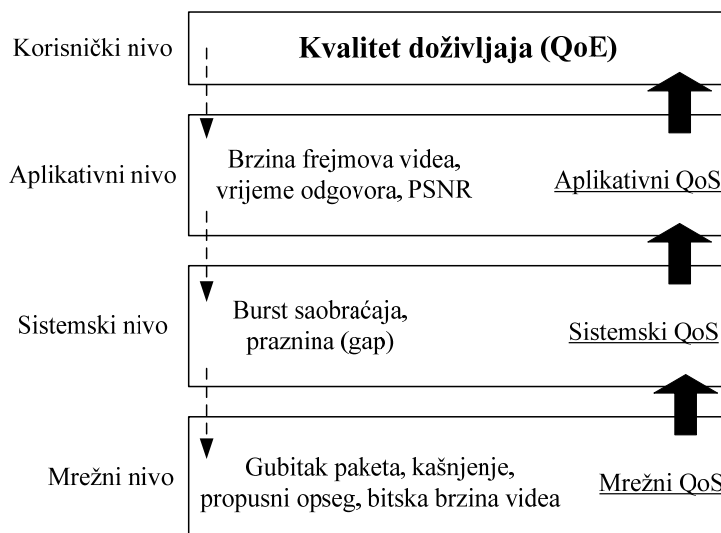 Korisnički nivo
Kvalitet doživljaja (QoE)
Aplikativni nivo
Brzina frejmova videa,
vrijeme odgovora, PSNR
Aplikativni QoS
Sistemski nivo
Burst saobraćaja,
praznina (gap)
Sistemski QoS
Mrežni nivo
Gubitak paketa, kašnjenje,
propusni opseg, bitska brzina videa
Mrežni QoS